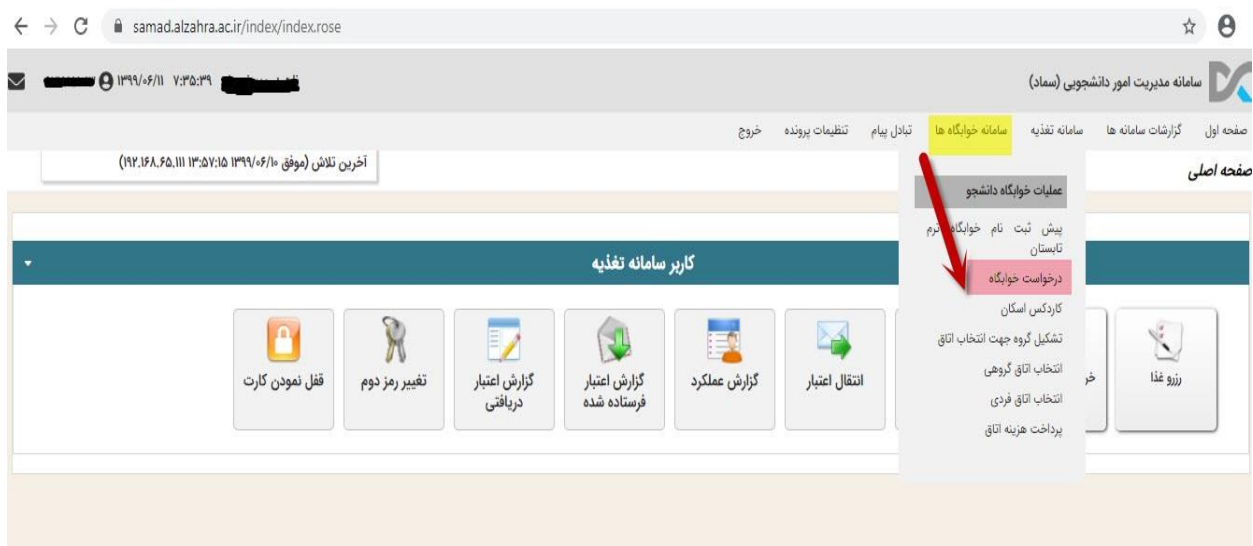 samad.alzahra.ac.ir/index/index.rose
سامانه مدیریت امور دانشجویی (سماد)
۱۳۹۹/۰۶/۱۱ ۷:۳۵:۳۹
صفحه اول گزارشات سامانه ها سامانه تغذیه سامانه خوابگاه ها تبادل پیام تنظیمات پرونده خروج
صفحه اصلی
آخرین تلاش (موفق ۱۳۹۹/۰۶/۱۰ ۱۳:۵۷:۱۵ ۱۹۲.۱۶۸.۶۵.۱۱۱)
عملیات خوابگاه دانشجو
پیش ثبت نام خوابگاه ترم
تابستان
درخواست خوابگاه
کاردکس اسکان
تشکیل گروه جهت انتخاب اتاق
انتخاب اتاق گروهی
انتخاب اتاق فردی
پرداخت هزینه اتاق
کاربر سامانه تغذیه
رزرو غذا
انتقال اعتبار
گزارش عملکرد
گزارش اعتبار
فرستاده شده
گزارش اعتبار
دریافتی
تغییر رمز دوم
قفل نمودن کارت